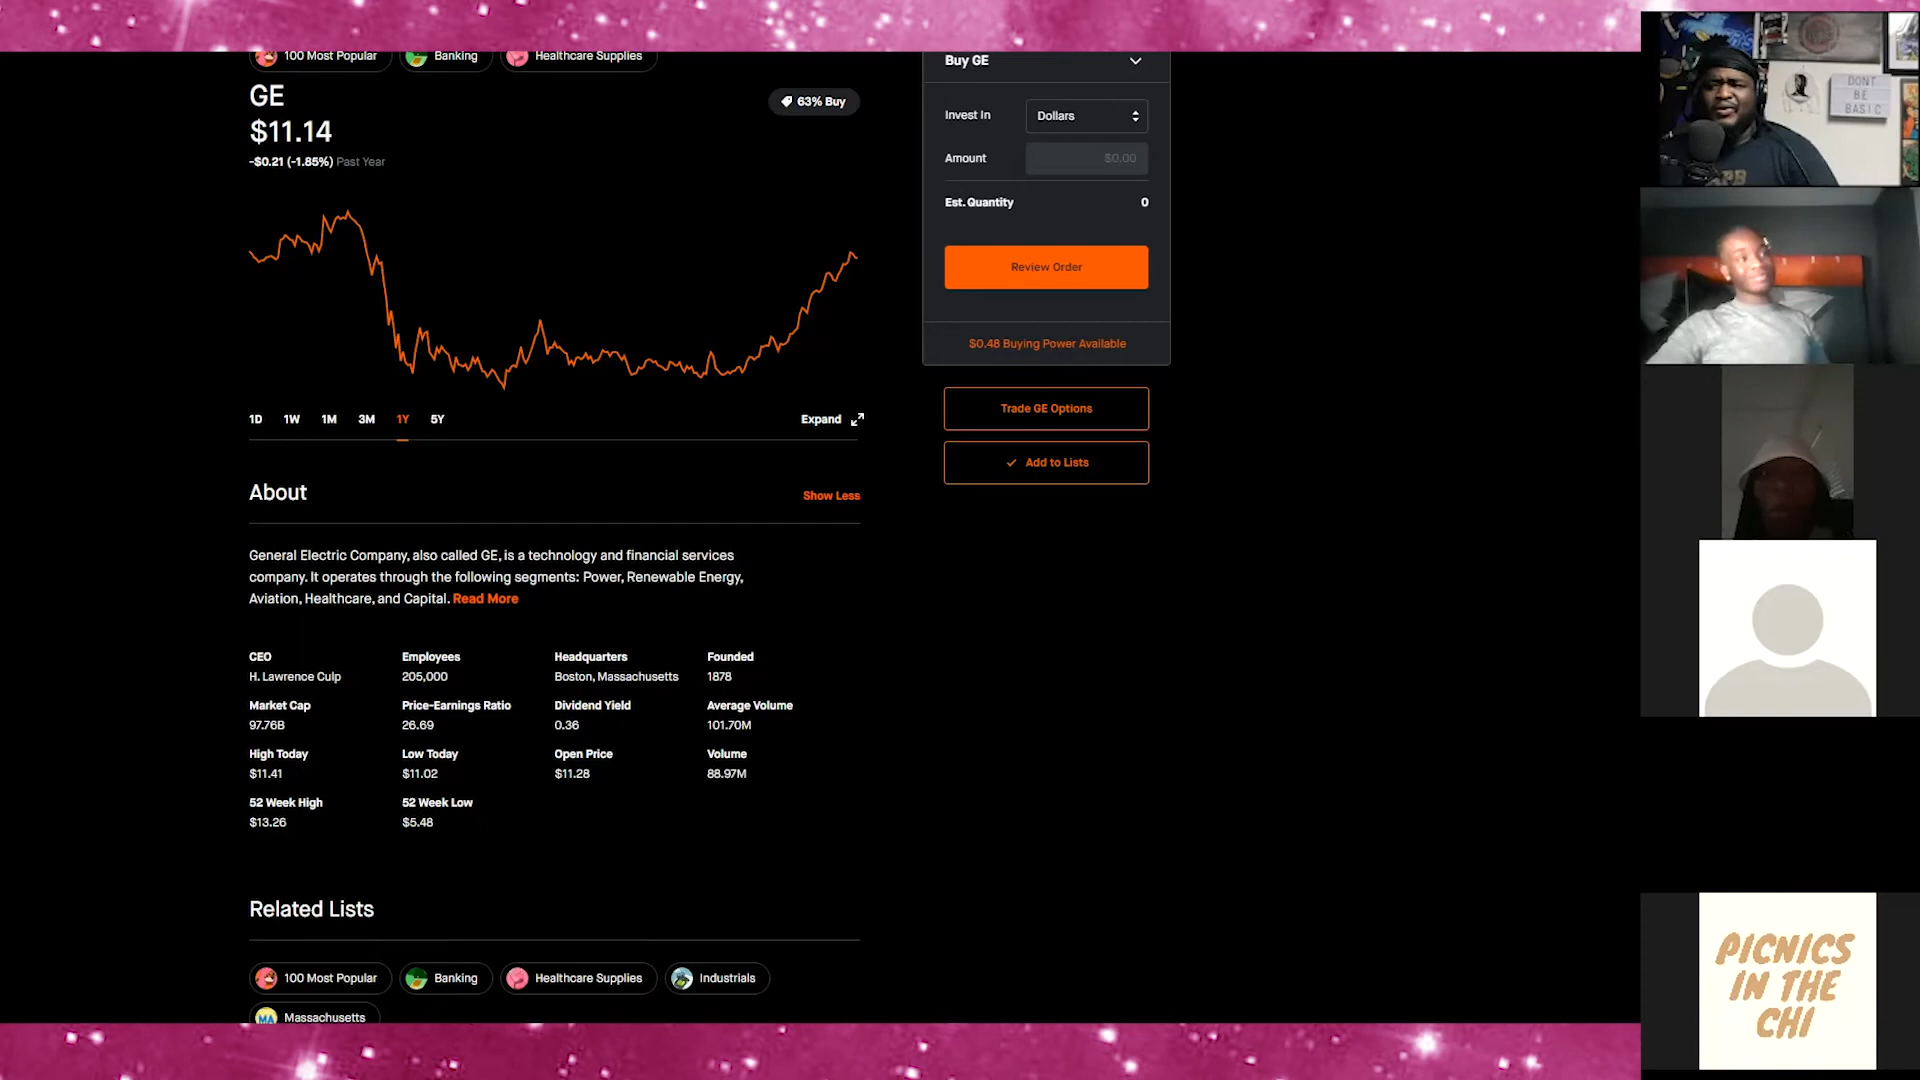 100 Most Popular
Banking
Healthcare Supplies
GE
$11.14
63% Buy
-$0.21 (-1.85%) Past Year
1D 1W 1M 3M 1Y 5Y
Expand
About
Show Less
General Electric Company, also called GE, is a technology and financial services
company. It operates through the following segments: Power, Renewable Energy,
Aviation, Healthcare, and Capital. Read More
CEO Employees Headquarters Founded
H. Lawrence Culp 205,000 Boston, Massachusetts 1878
Market Cap Price-Earnings Ratio Dividend Yield Average Volume
97.76B 26.69 0.36 101.70M
High Today Low Today Open Price Volume
$11.41 $11.02 $11.28 88.97M
52 Week High 52 Week Low
$13.26 $5.48
Related Lists
100 Most Popular
Banking
Healthcare Supplies
Industrials
MA Massachusetts
Buy GE
Invest In Dollars
Amount $0.00
Est. Quantity 0
Review Order
$0.48 Buying Power Available
Trade GE Options
Add to Lists
DONT
BE
BASIC
PICNICS
IN THE
CHI